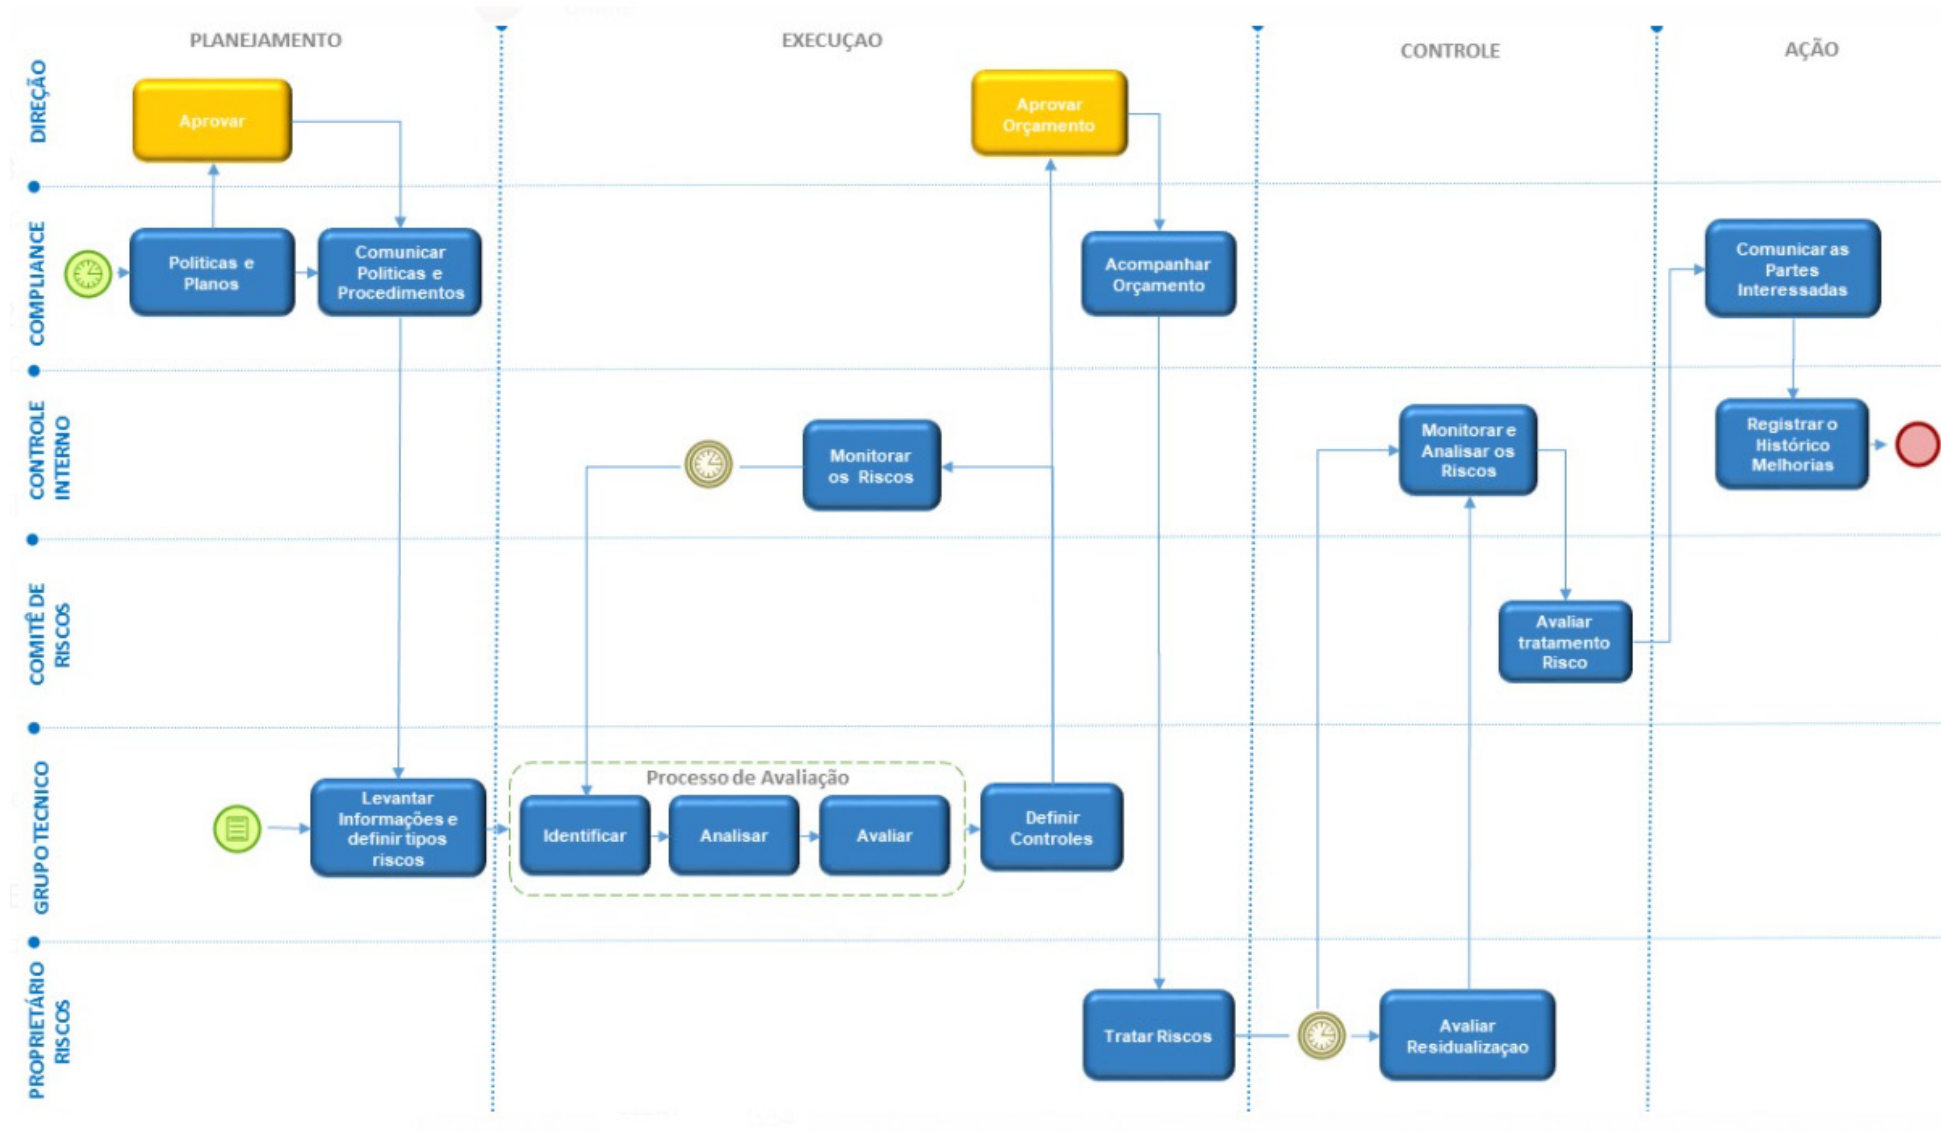 PLANEJAMENTO
EXECUÇAO
CONTROLE
AÇÃO
DIREÇÃO
Aprovar
Aprovar
Orçamento
COMPLIANCE
Politicas e
Planos
Comunicar
Politicas e
Procedimentos
Acompanhar
Orçamento
Comunicar as
Partes
Interessadas
CONTROLE
INTERNO
Monitorar
os Riscos
Monitorar e
Analisar os
Riscos
Registrar o
Histórico
Melhorias
COMITÊ DE
RISCOS
Avaliar
tratamento
Risco
GRUPO TECNICO
Levantar
Informações e
definir tipos
riscos
Processo de Avaliação
Identificar
Analisar
Avaliar
Definir
Controles
PROPRIETÁRIO
RISCOS
Tratar Riscos
Avaliar
Residualizaçao